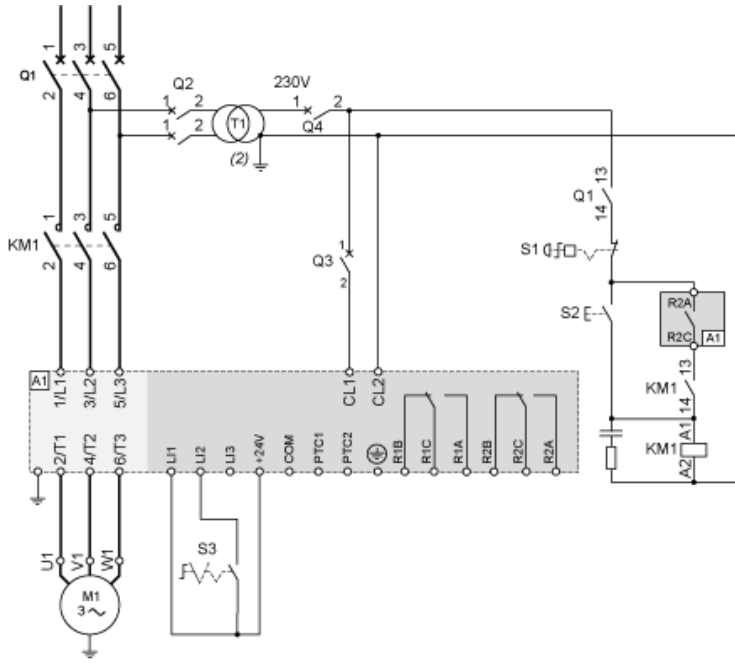 1 3 5
Q1
2 4 6
Q2
1 2
1 2
T1
(2)
230V
1 2
Q4
13
Q1
14
S1
1 3 5
KM1
2 4 6
1
Q3
2
S2
R2A
R2C A1
13
KM1
14
A1
KM1
A2
A1 1/L1 3/L2 5/L3 CL1 CL2
2/T1 4/T2 6/T3 LI1 LI2 LI3 +24V COM PTC1 PTC2 R1B R1C R1A R2B R2C R2A
S3
U1 V1 W1
M1
3~